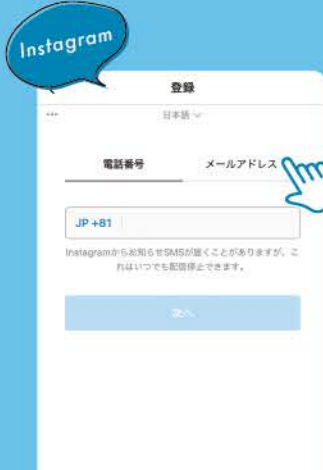 Instagram
登録
日本語
電話番号
メールアドレス
JP +81
Instagramからお知らせSMSが届くことがありますが、こ
れはいつでも配信停止できます。
次へ